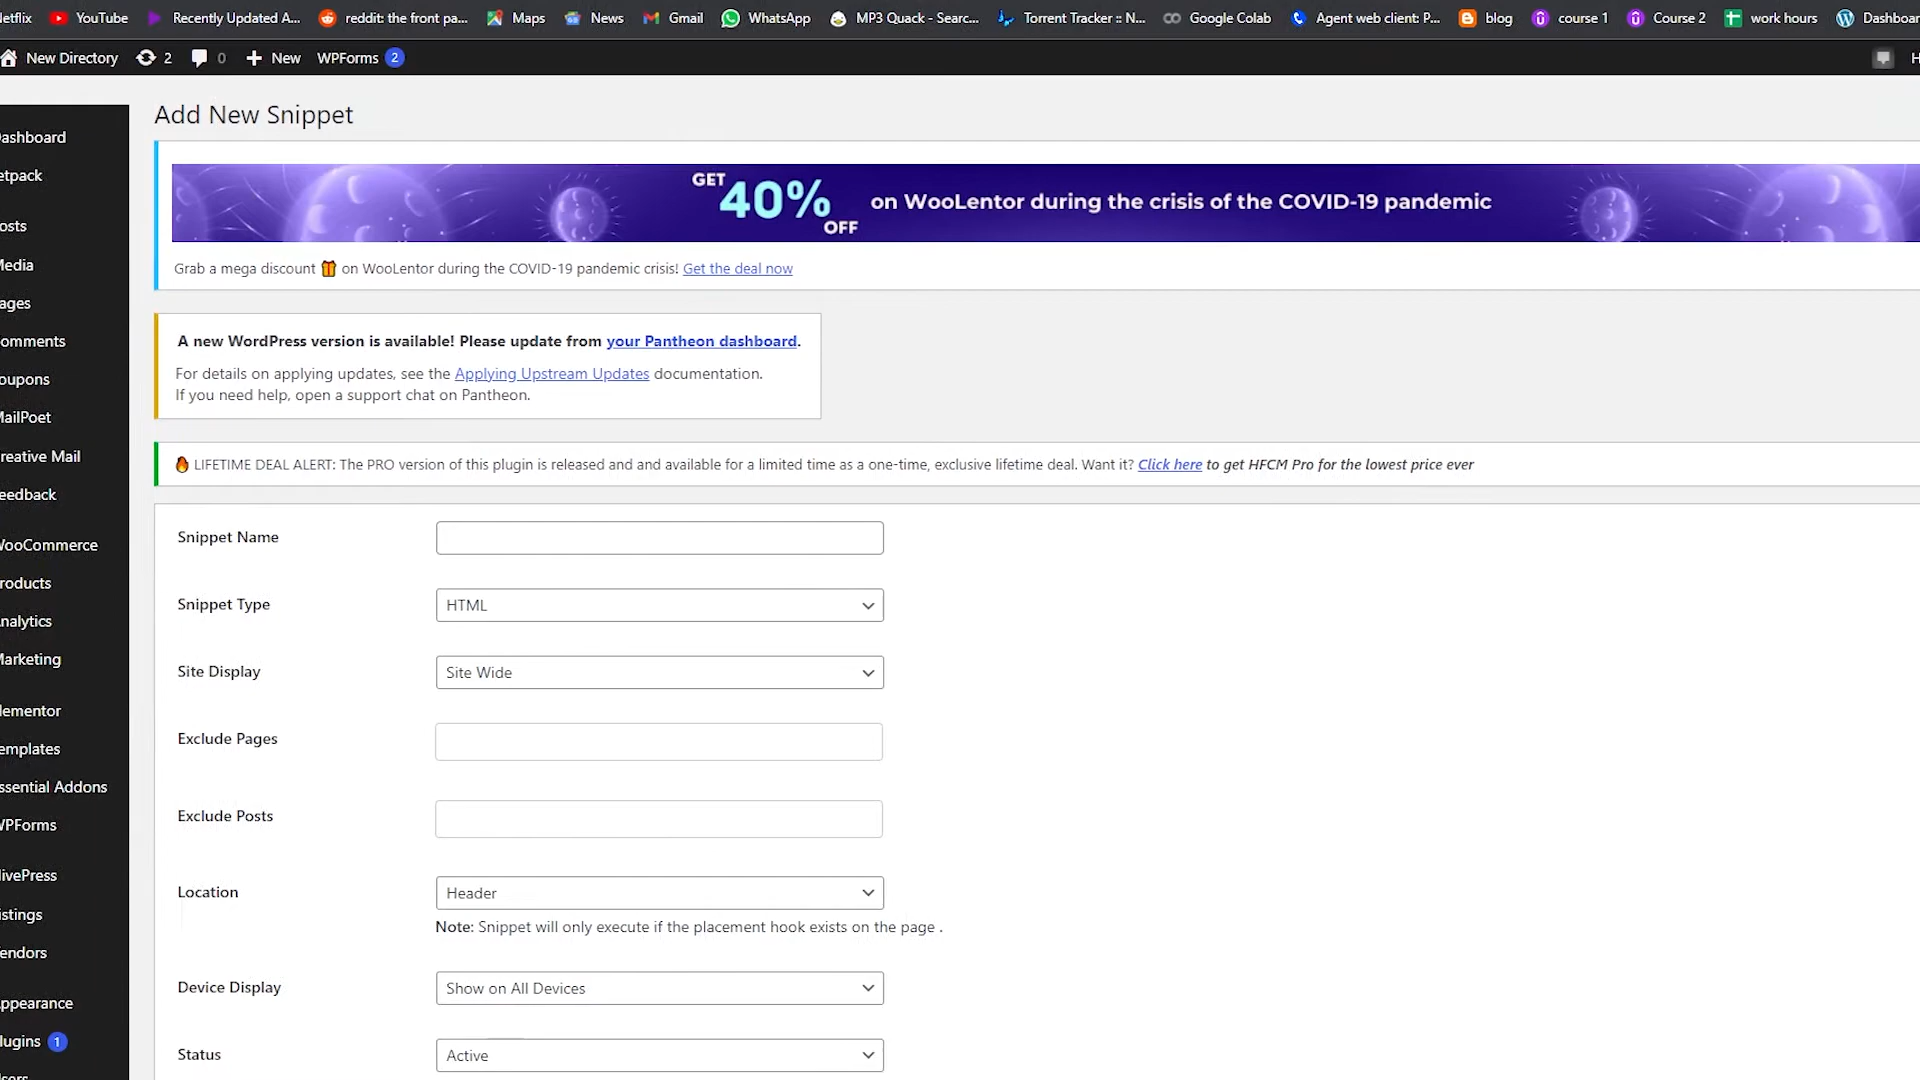 Netflix YouTube Recently Updated A... reddit: the front pa... Maps News Gmail WhatsApp MP3 Quack - Searc... Torrent Tracker :: N... Google Colab Agent web client: P... blog course 1 Course 2 work hours Dashboar
New Directory 2 0 New WPForms 2 H
Add New Snippet
ashboard
etpack
osts
Media
ages
omments
oupons
MailPoet
reative Mail
eedback
WooCommerce
roducts
nalytics
Marketing
lementor
emplates
ssential Addons
WPForms
ivePress
istings
endors
ppearance
lugins 1
sers
GET 40% OFF on WooLentor during the crisis of the COVID-19 pandemic
Grab a mega discount on WooLentor during the COVID-19 pandemic crisis! Get the deal now
A new WordPress version is available! Please update from your Pantheon dashboard.
For details on applying updates, see the Applying Upstream Updates documentation.
If you need help, open a support chat on Pantheon.
LIFETIME DEAL ALERT: The PRO version of this plugin is released and and available for a limited time as a one-time, exclusive lifetime deal. Want it? Click here to get HFCM Pro for the lowest price ever
Snippet Name
Snippet Type HTML
Site Display Site Wide
Exclude Pages
Exclude Posts
Location Header
Note: Snippet will only execute if the placement hook exists on the page .
Device Display Show on All Devices
Status Active